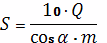 S = 10 · Q / cos α · m